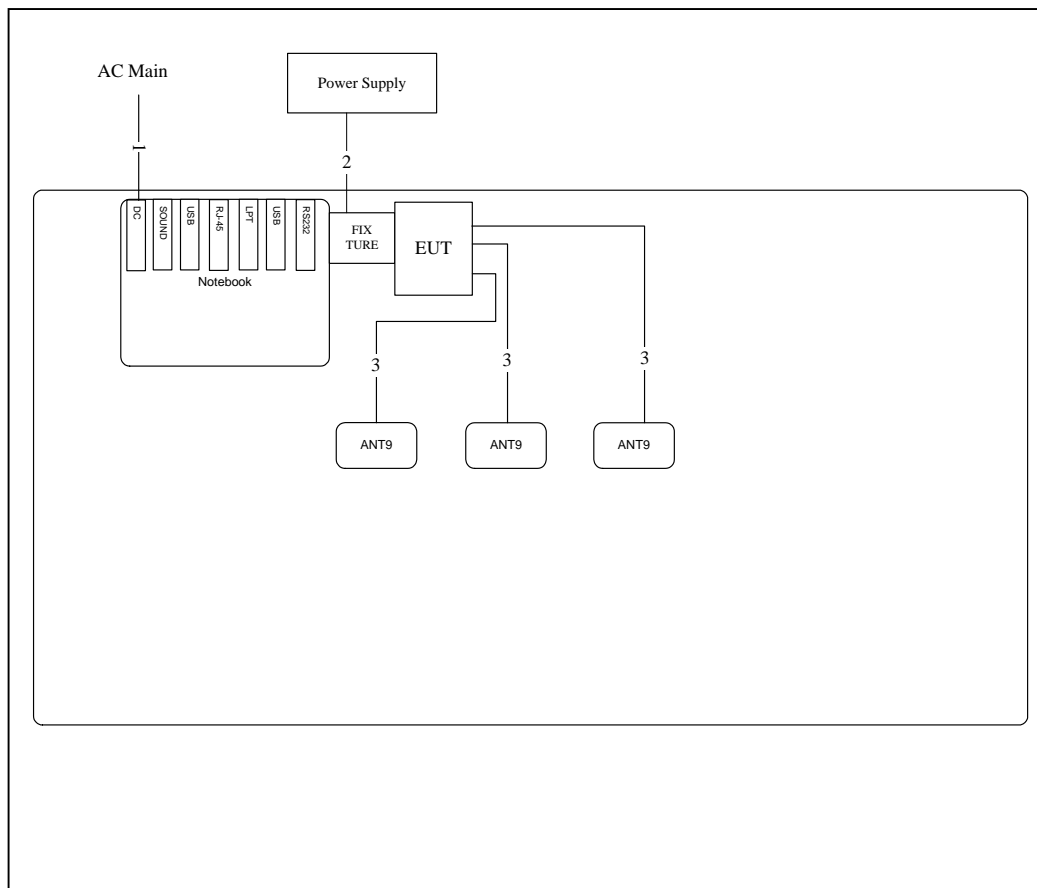 AC Main
Power Supply
1
2
DC
SOUND
USB
RJ-45
LPT
USB
RS232
Notebook
FIX
TURE
EUT
3
3
3
ANT9
ANT9
ANT9